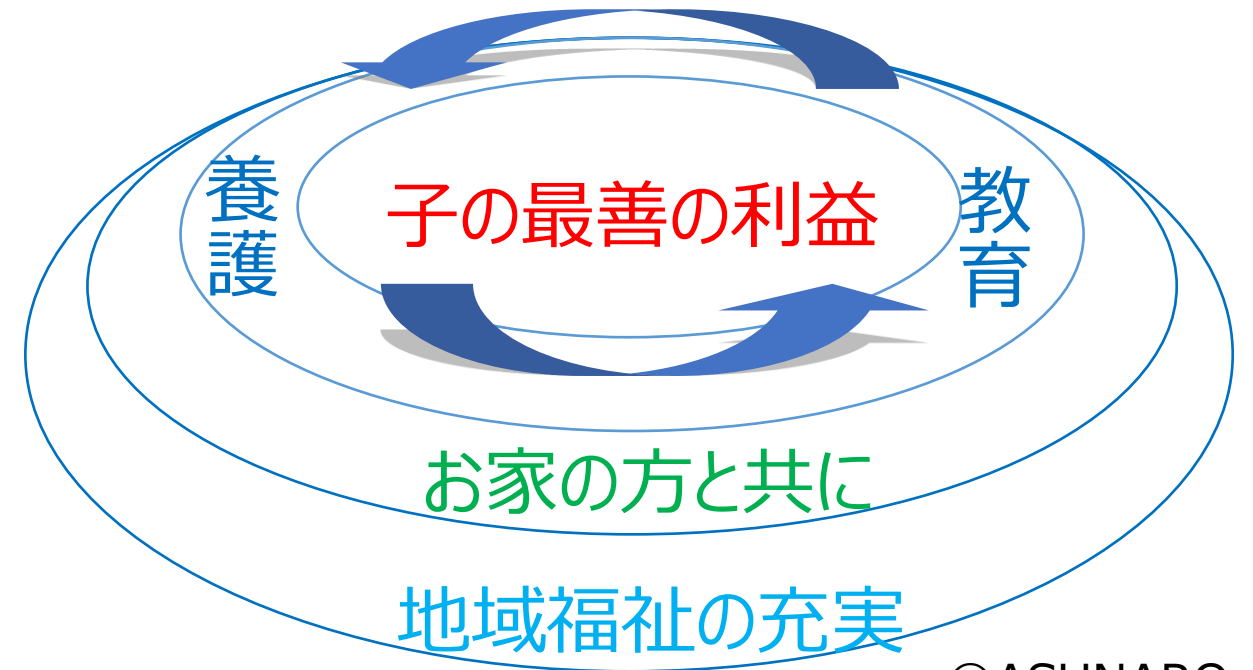 養護
子の最善の利益
教育
お家の方と共に
地域福祉の充実